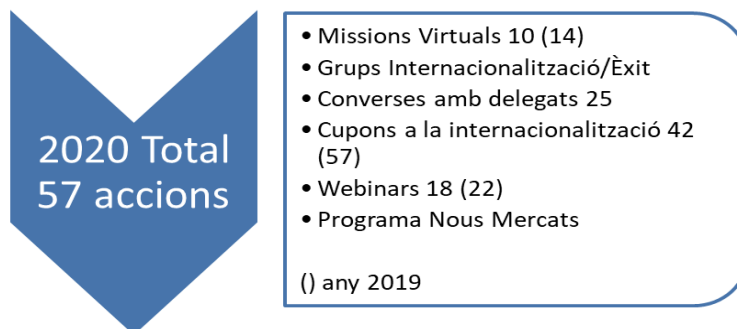 2020 Total
57 accions
• Missions Virtuals 10 (14)
• Grups Internacionalització/Èxit
• Converses amb delegats 25
• Cupons a la internacionalització 42
(57)
• Webinars 18 (22)
• Programa Nous Mercats
() any 2019